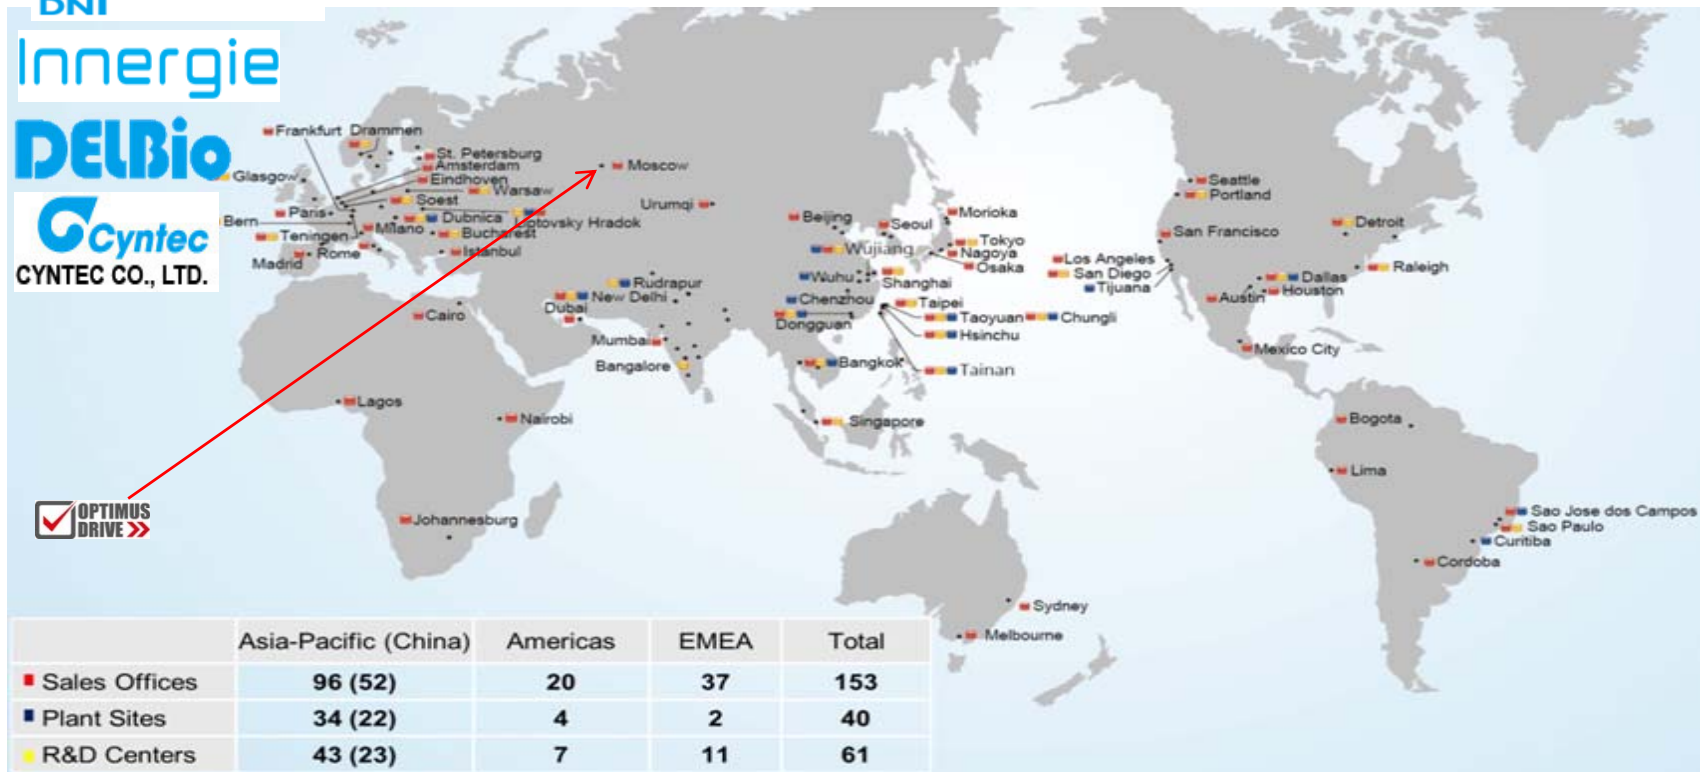 DNI
Innergie
DELBio
Cyntec
CYNTEC CO., LTD.
Frankfurt Drammen
St. Petersburg
Amsterdam
Moscow
Glasgow
Eindhoven
Warsaw
Soest
Paris
Dubnica
Liptovsky Hradok
Bern
Milano
Bucharest
Teningen
Rome
Istanbul
Madrid
Urumqi
Beijing
Seoul
Morioka
Wujiang
Tokyo
Nagoya
Osaka
Rudrapur
Wuhu
Shanghai
New Delhi
Chenzhou
Taipei
Dubai
Dongguan
Taoyuan
Chungli
Cairo
Hsinchu
Mumbai
Bangalore
Bangkok
Tainan
Lagos
Nairobi
Singapore
Johannesburg
Sydney
Melbourne
Seattle
Portland
Detroit
San Francisco
Los Angeles
Raleigh
San Diego
Dallas
Tijuana
Houston
Austin
Mexico City
Bogota
Lima
Sao Jose dos Campos
Sao Paulo
Curitiba
Cordoba
OPTIMUS
DRIVE
Asia-Pacific (China) Americas EMEA Total
Sales Offices 96 (52) 20 37 153
Plant Sites 34 (22) 4 2 40
R&D Centers 43 (23) 7 11 61